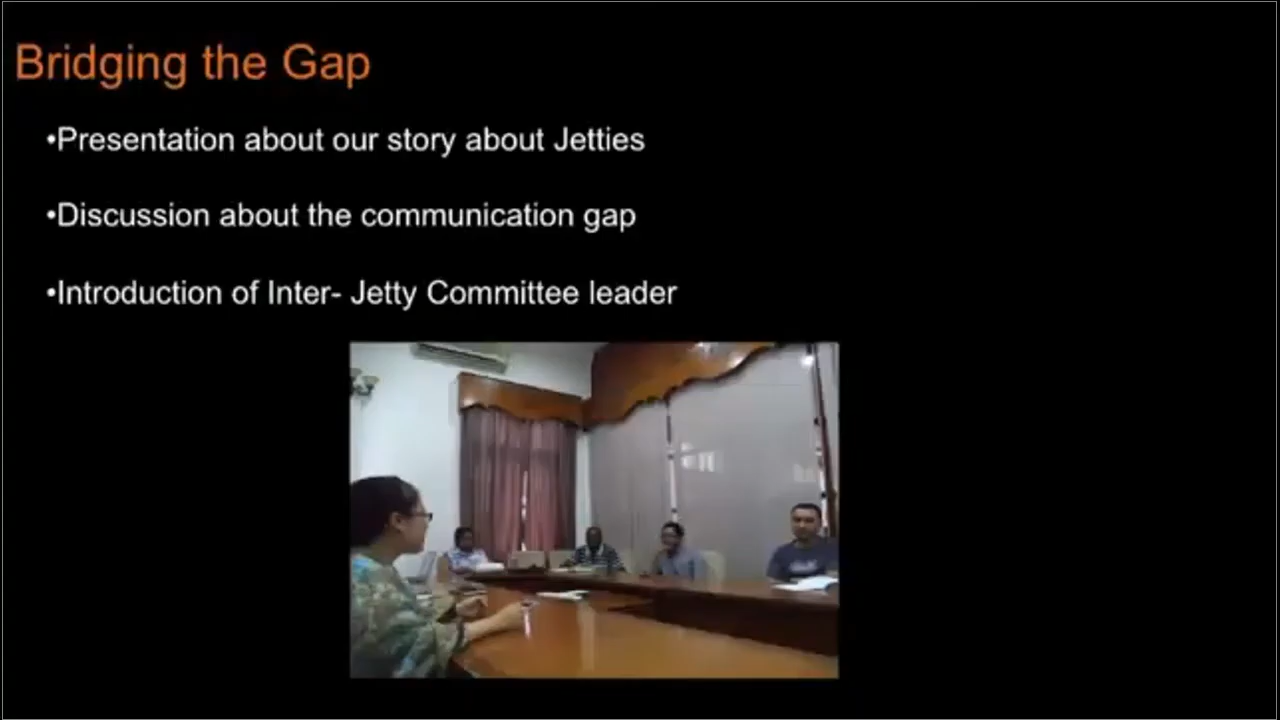 Bridging the Gap
•Presentation about our story about Jetties
•Discussion about the communication gap
•Introduction of Inter- Jetty Committee leader